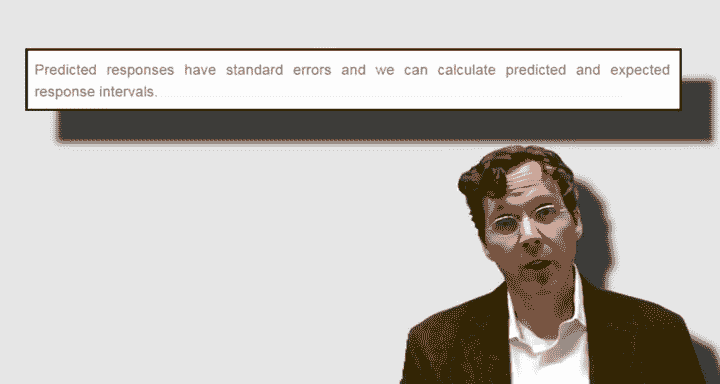 Predicted responses have standard errors and we can calculate predicted and expected
response intervals.